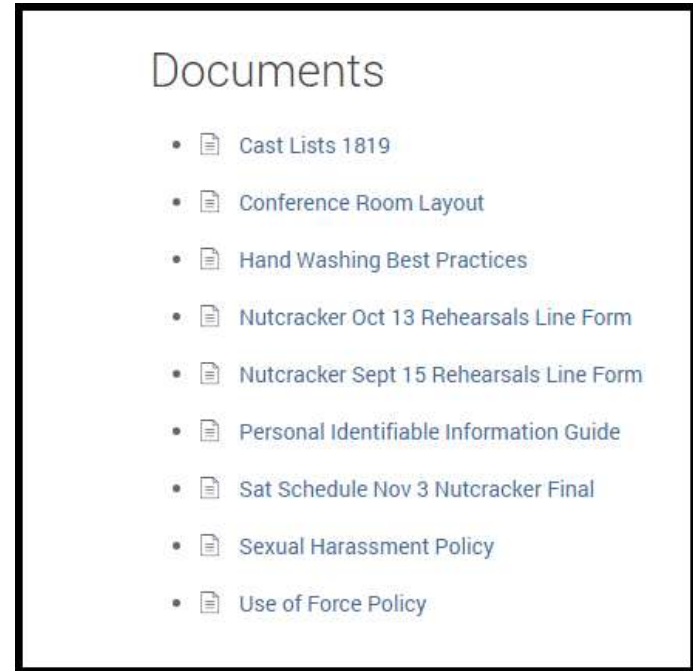 Documents
Cast Lists 1819
Conference Room Layout
Hand Washing Best Practices
Nutcracker Oct 13 Rehearsals Line Form
Nutcracker Sept 15 Rehearsals Line Form
Personal Identifiable Information Guide
Sat Schedule Nov 3 Nutcracker Final
Sexual Harassment Policy
Use of Force Policy